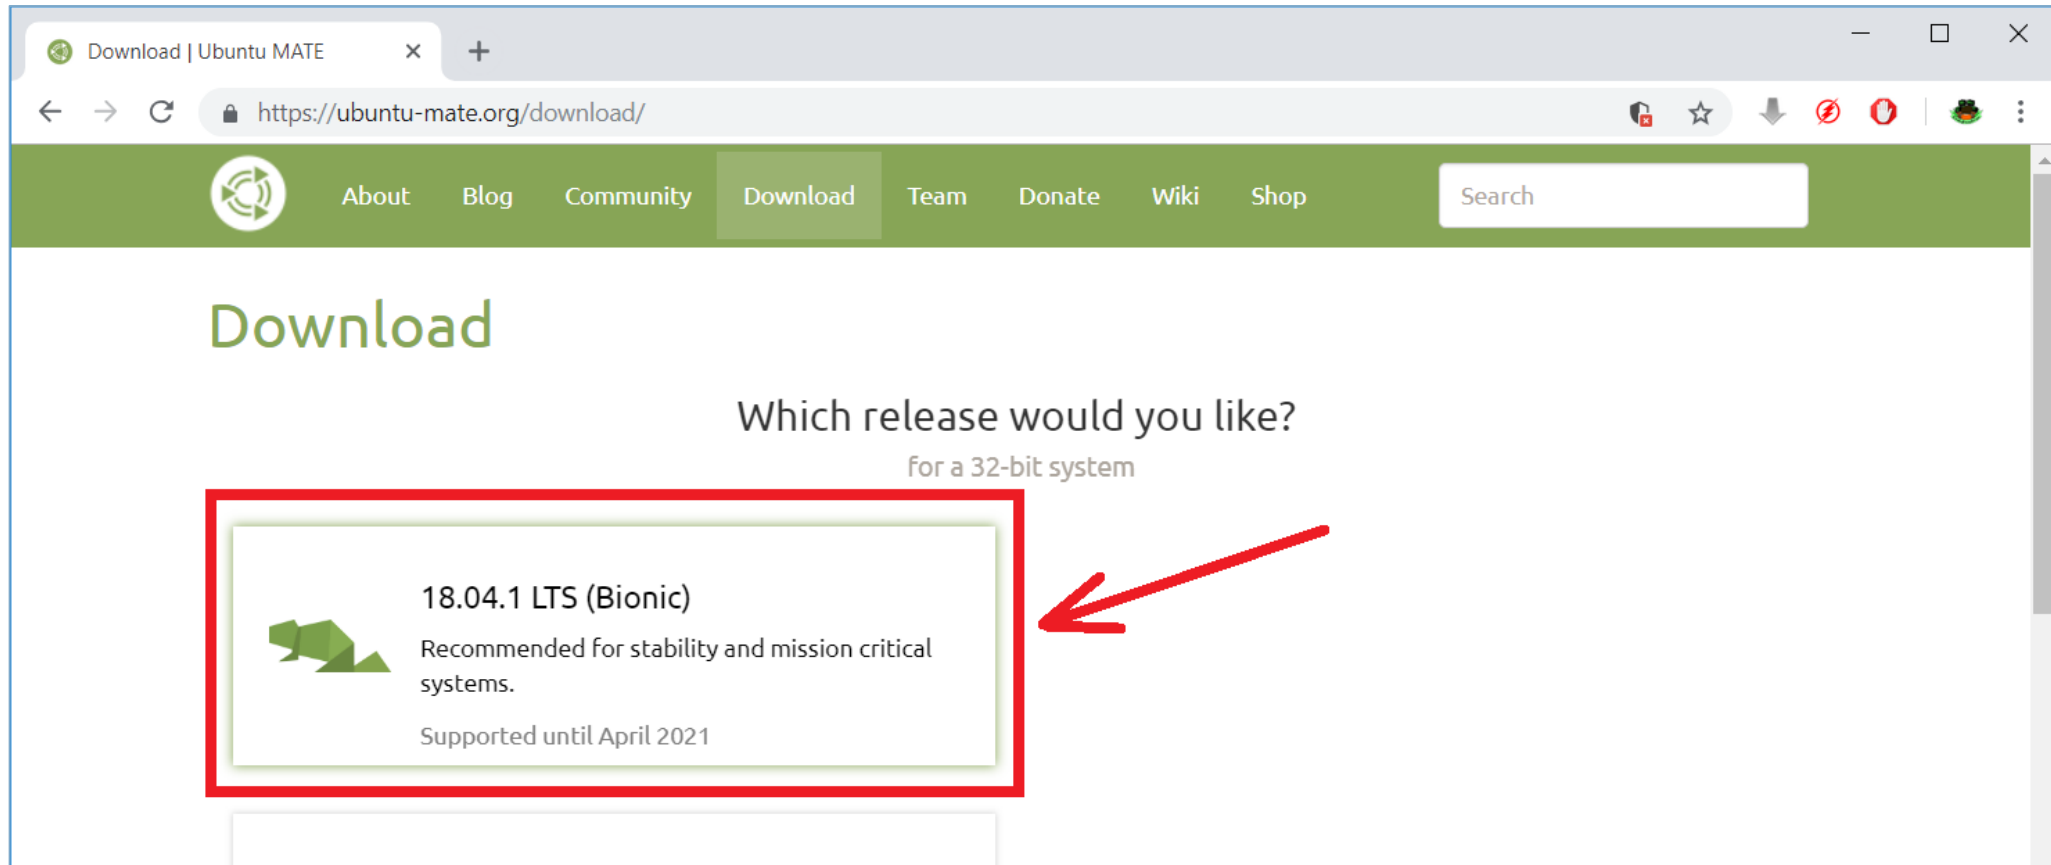 Download | Ubuntu MATE
https://ubuntu-mate.org/download/
About Blog Community Download Team Donate Wiki Shop Search
Download
Which release would you like?
for a 32-bit system
18.04.1 LTS (Bionic)
Recommended for stability and mission critical
systems.
Supported until April 2021